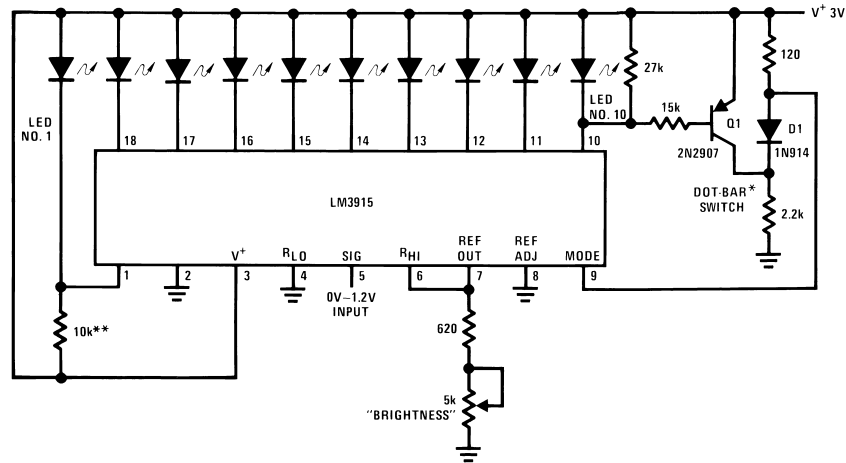 V+ 3V
120
27k
LED
NO. 1
LED
NO. 10
15k
Q1
D1
2N2907
1N914
18
17
16
15
14
13
12
11
10
DOT-BAR*
SWITCH
LM3915
2.2k
V+
RLO
SIG
RHI
REF
OUT
REF
ADJ
MODE
1
2
3
4
5
6
7
8
9
0V–1.2V
INPUT
10k**
620
5k
"BRIGHTNESS"